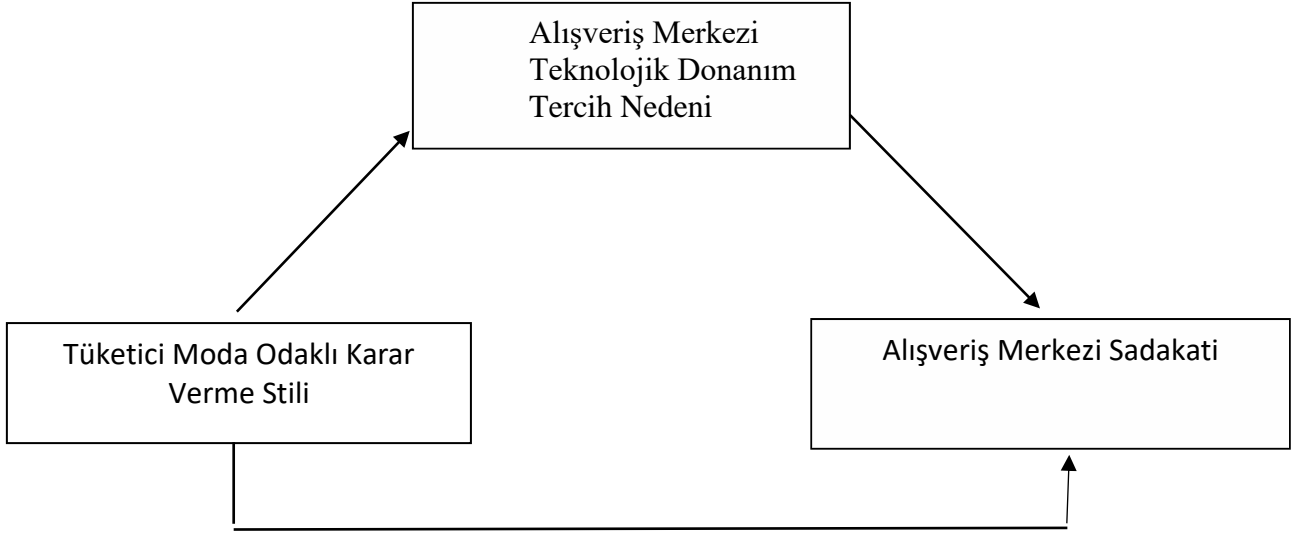 Alışveriş Merkezi
Teknolojik Donanım
Tercih Nedeni
Tüketici Moda Odaklı Karar
Verme Stili
Alışveriş Merkezi Sadakati